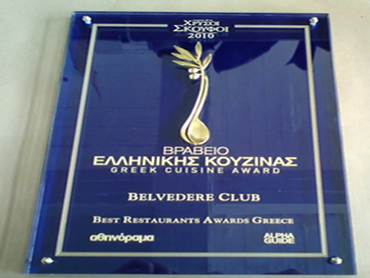 ΧΡΥΣΟΙ
ΣΚΟΥΦΟΙ
2010
ΒΡΑΒΕΙΟ
ΕΛΛΗΝΙΚΗΣ ΚΟΥΖΙΝΑΣ
GREEK CUISINE AWARD
BELVEDERE CLUB
BEST RESTAURANTS AWARDS GREECE
αθηνόραμα
ALPHA
GUIDE